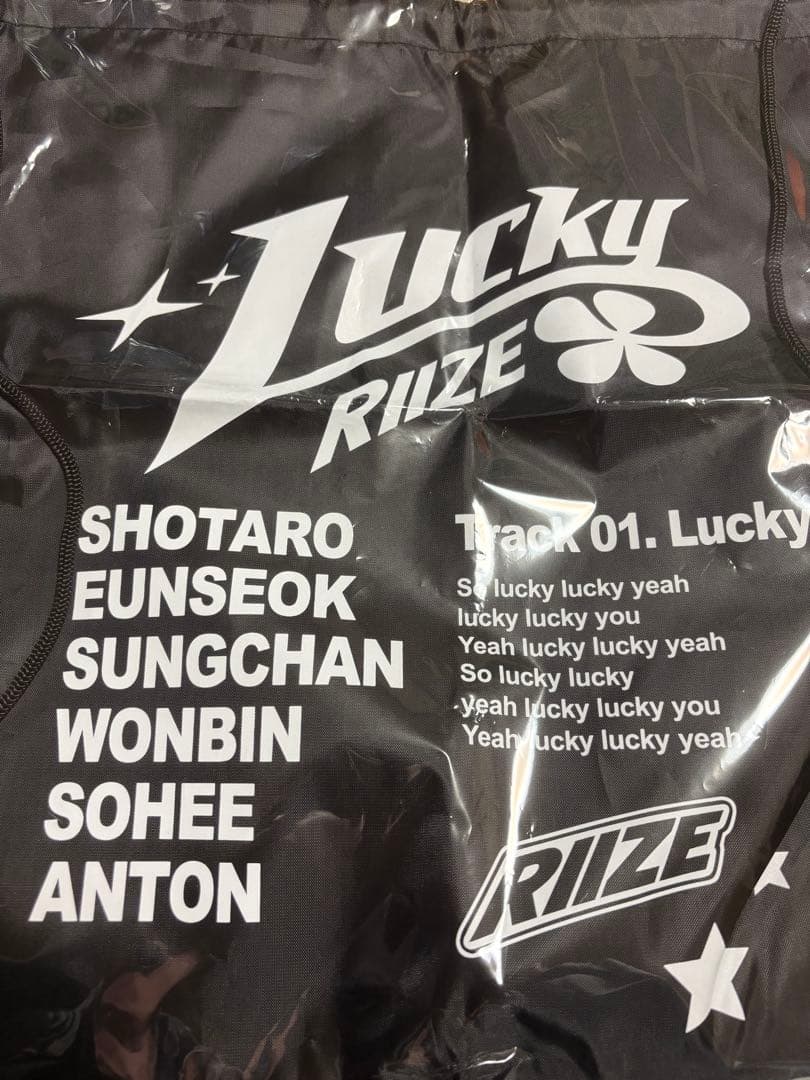 Lucky
RIIZE
SHOTARO
EUNSEOK
SUNGCHAN
WONBIN
SOHEE
ANTON
Track 01. Lucky
So lucky lucky yeah
lucky lucky you
Yeah lucky lucky yeah
So lucky lucky
yeah lucky lucky you
Yeah lucky lucky yeah
RIIZE